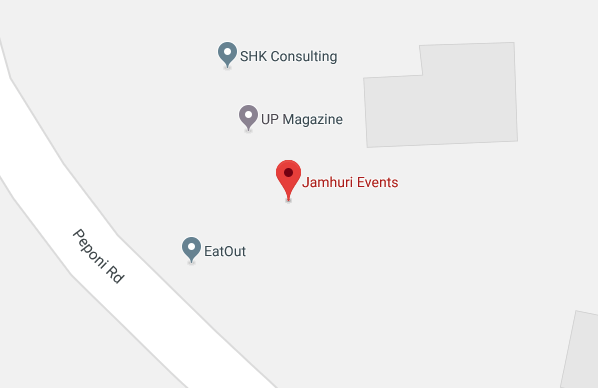 SHK Consulting
UP Magazine
Jamhuri Events
EatOut
Peponi Rd